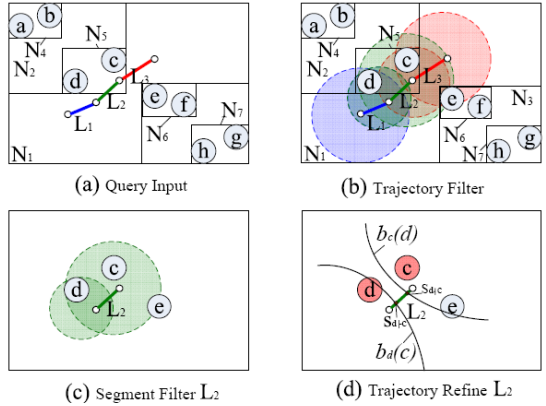 a b
N4
N2
N5
c
d
L3
L2
L1
e f
N6
N7
g
h
N1
(a) Query Input
a b
N4
N2
N5
c
d
L3
L2
L1
e f
N3
N6
N7
g
h
N1
(b) Trajectory Filter
c
d
L2
e
(c) Segment Filter L2
bc(d)
c
d
Sd|c
L2
e
Sd|c
bd(c)
(d) Trajectory Refine L2